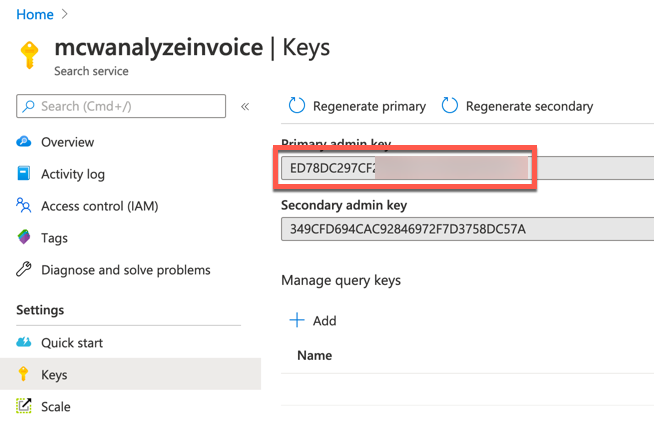 Home >
mcwanalyzeinvoice | Keys
Search service
Search (Cmd+/)
«
Overview
Activity log
Access control (IAM)
Tags
Diagnose and solve problems
Settings
Quick start
Keys
Scale
Regenerate primary
Regenerate secondary
Primary admin key
ED78DC297CF
Secondary admin key
349CFD694CAC92846972F7D3758DC57A
Manage query keys
+ Add
Name